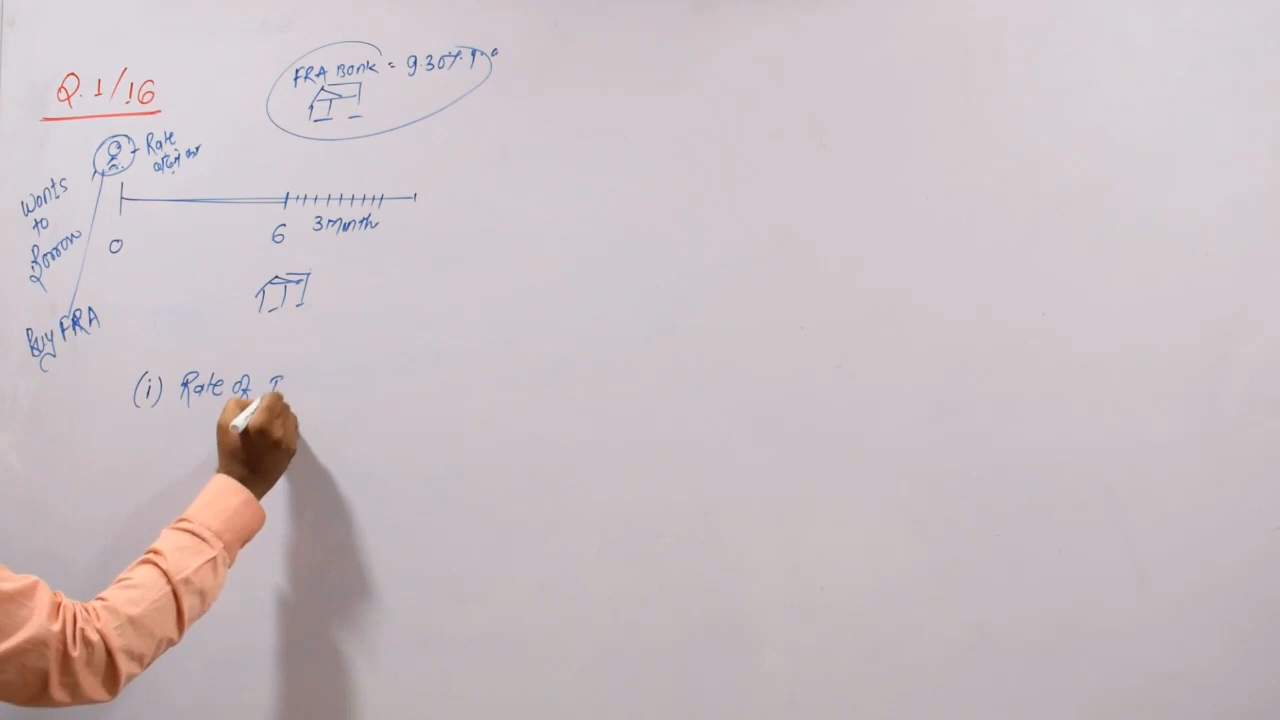 Q. 1/16
FRA Bank = 9.30% P.a
Rate
Wants
to
Borrow
0
6
3 Month
Buy FRA
(i) Rate of I